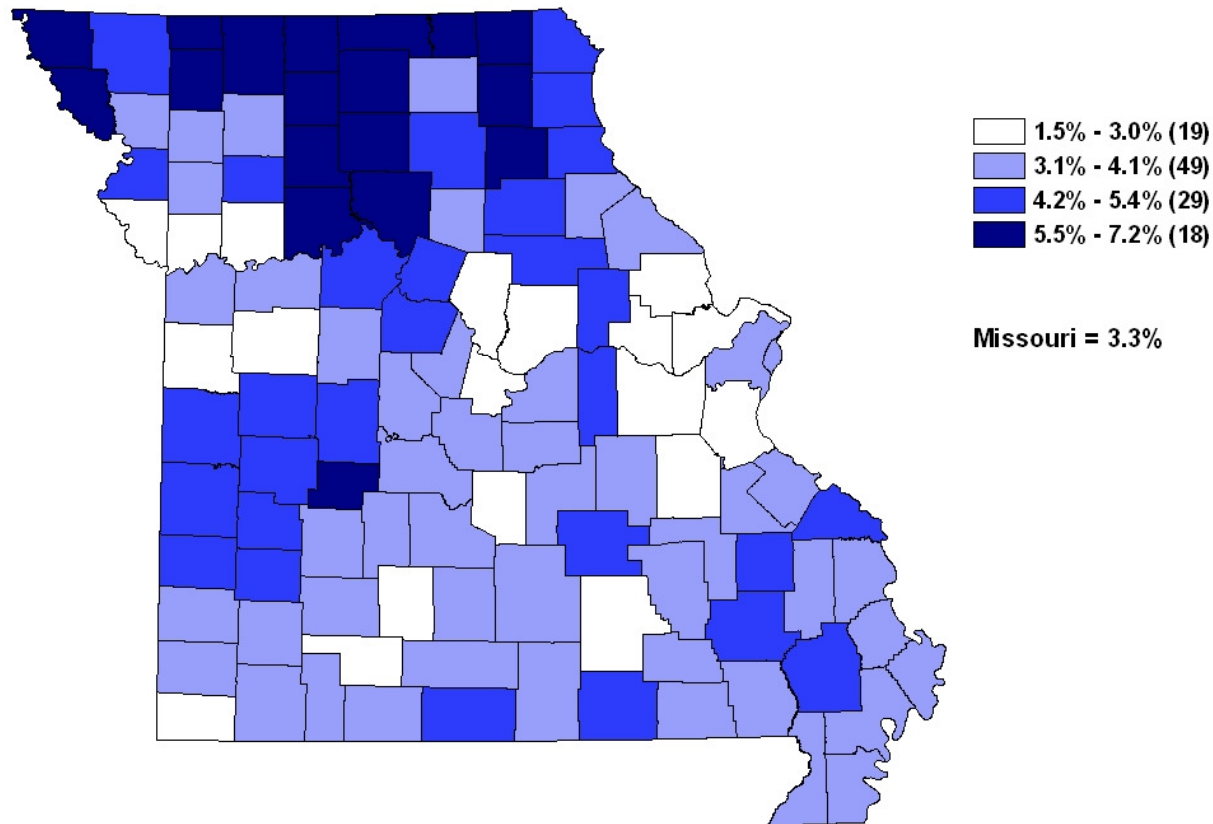 1.5% - 3.0% (19)
3.1% - 4.1% (49)
4.2% - 5.4% (29)
5.5% - 7.2% (18)
Missouri = 3.3%